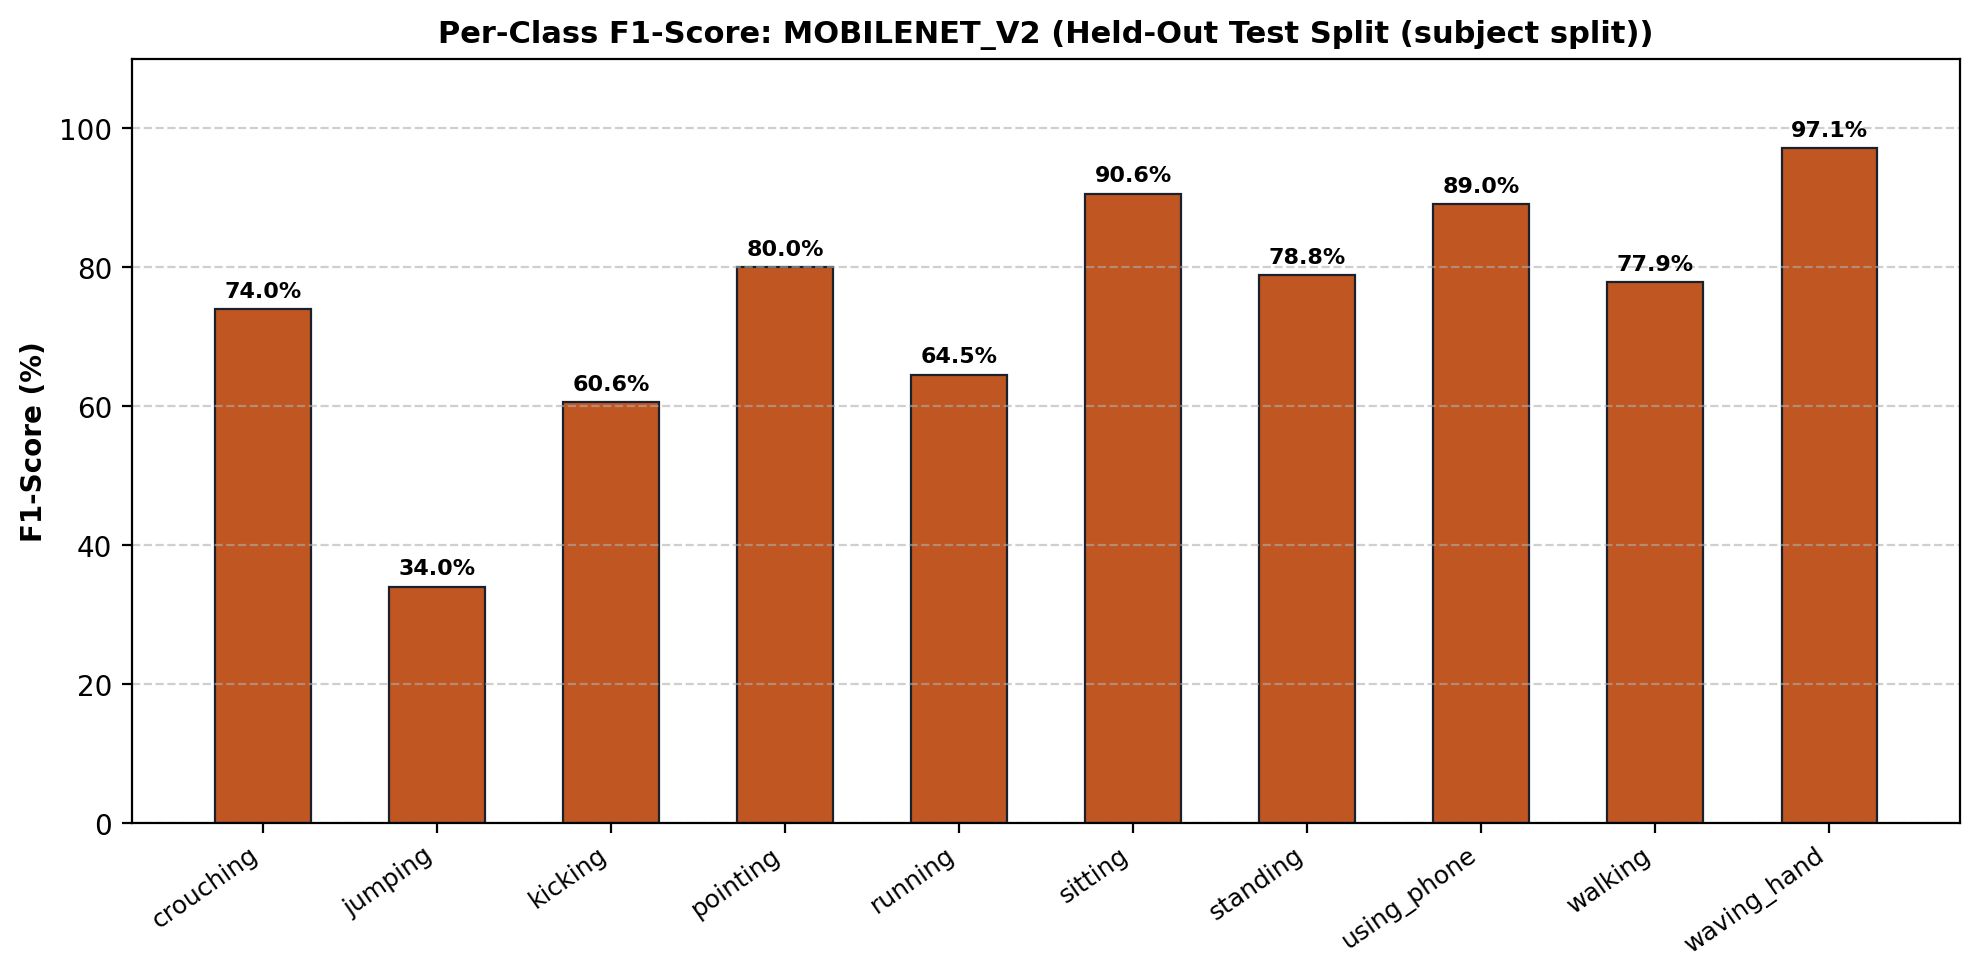 Per-Class F1-Score: MOBILENET_V2 (Held-Out Test Split (subject split))
F1-Score (%)
100
80
60
40
20
0
74.0%
34.0%
60.6%
80.0%
64.5%
90.6%
78.8%
89.0%
77.9%
97.1%
crouching
jumping
kicking
pointing
running
sitting
standing
using_phone
walking
waving_hand